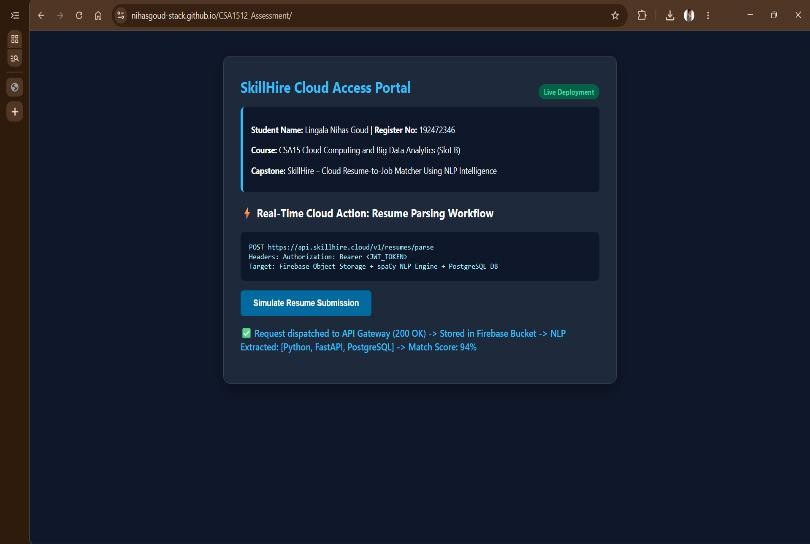 nihasgoud-stack.github.io/CSA1512_Assessment/
SkillHire Cloud Access Portal
Live Deployment
Student Name: Lingala Nihas Goud | Register No: 192472346
Course: CSA15 Cloud Computing and Big Data Analytics (Slot B)
Capstone: SkillHire – Cloud Resume-to-Job Matcher Using NLP Intelligence
⚡ Real-Time Cloud Action: Resume Parsing Workflow
POST https://api.skillhire.cloud/v1/resumes/parse
Headers: Authorization: Bearer <JWT_TOKEN>
Target: Firebase Object Storage + spaCy NLP Engine + PostgreSQL DB
Simulate Resume Submission
✅ Request dispatched to API Gateway (200 OK) -> Stored in Firebase Bucket -> NLP
Extracted: [Python, FastAPI, PostgreSQL] -> Match Score: 94%